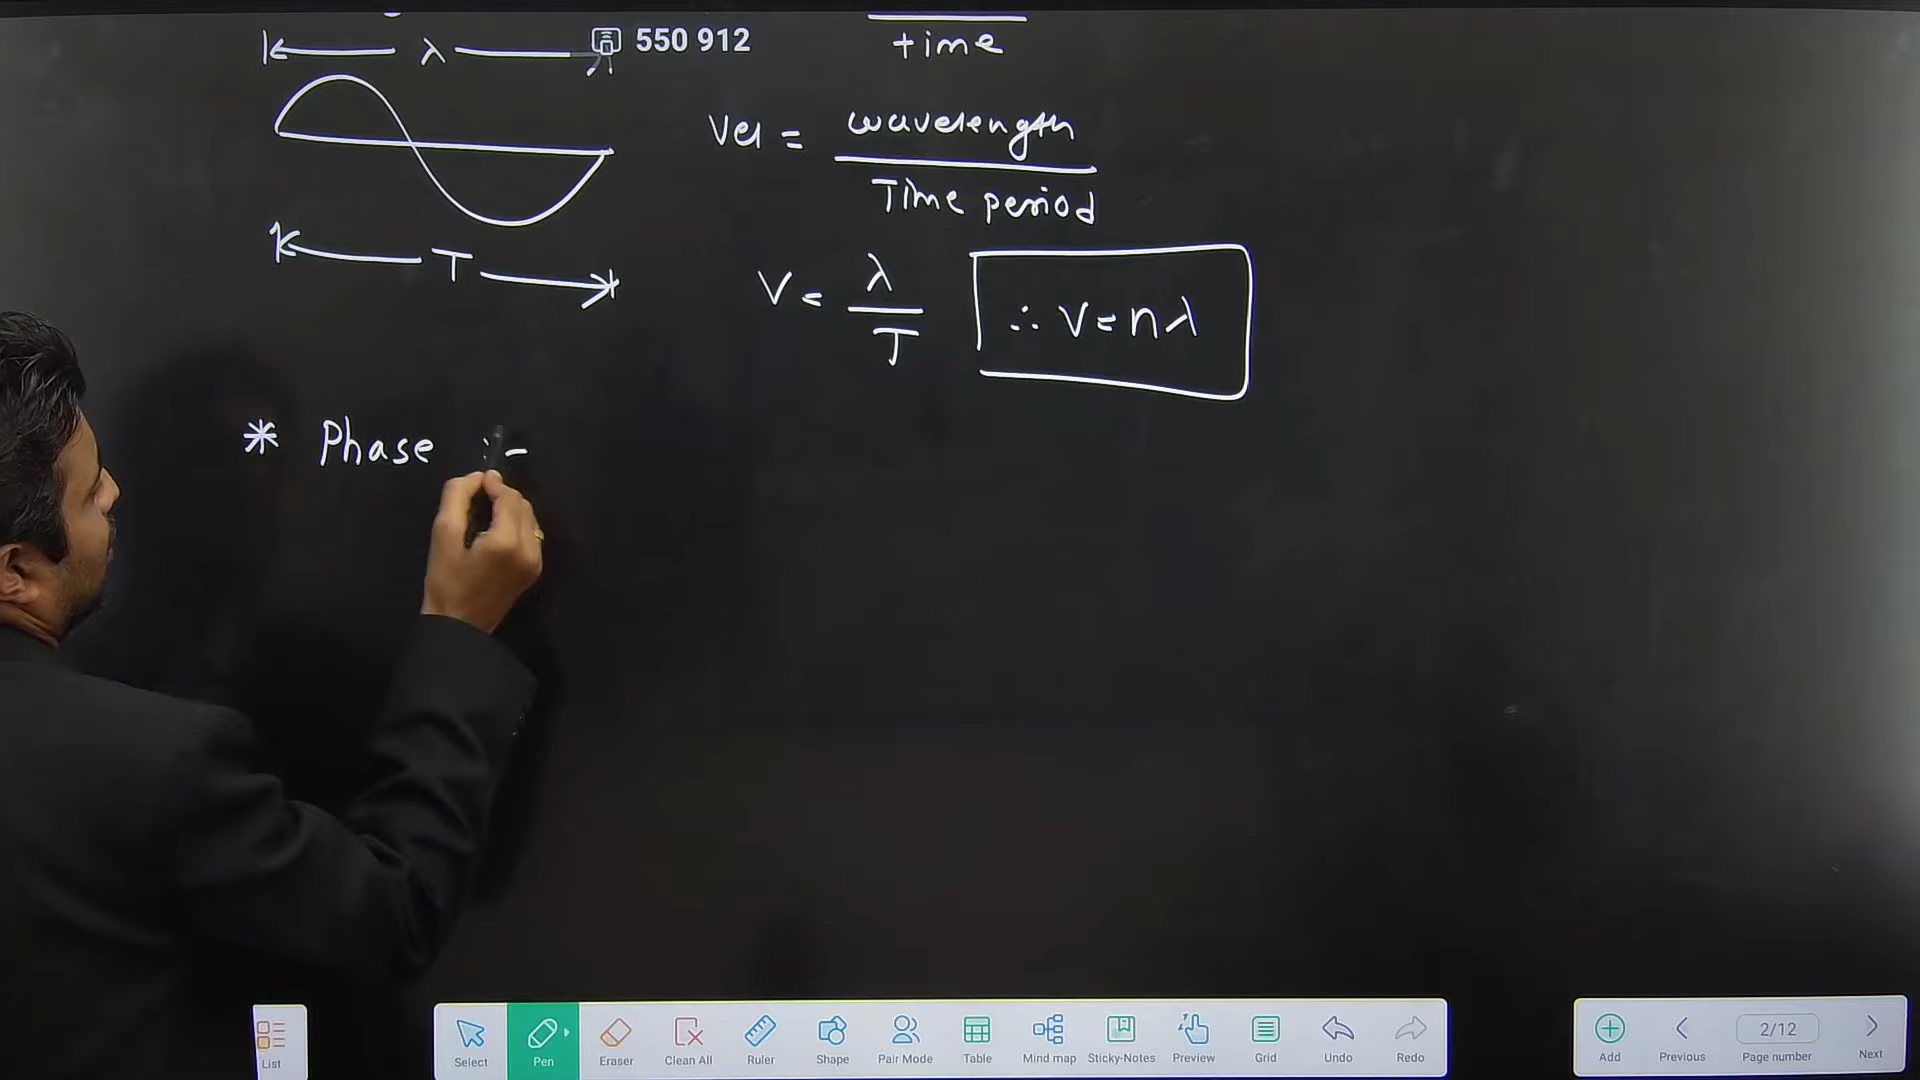 λ
550 912
time
Vel = wavelength
Time period
T
V = λ
T
∴ V = nλ
* Phase :-
List
Select
Pen
Eraser
Clean All
Ruler
Shape
Pair Mode
Table
Mind map
Sticky-Notes
Preview
Grid
Undo
Redo
Add
Previous
2/12
Page number
Next